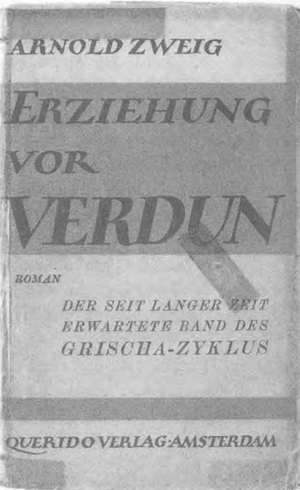 ARNOLD ZWEIG
ERZIEHUNG
VOR
VERDUN
ROMAN
DER SEIT LANGER ZEIT
ERWARTETE BAND DES
GRISCHA-ZYKLUS
QUERIDO VERLAG·AMSTERDAM